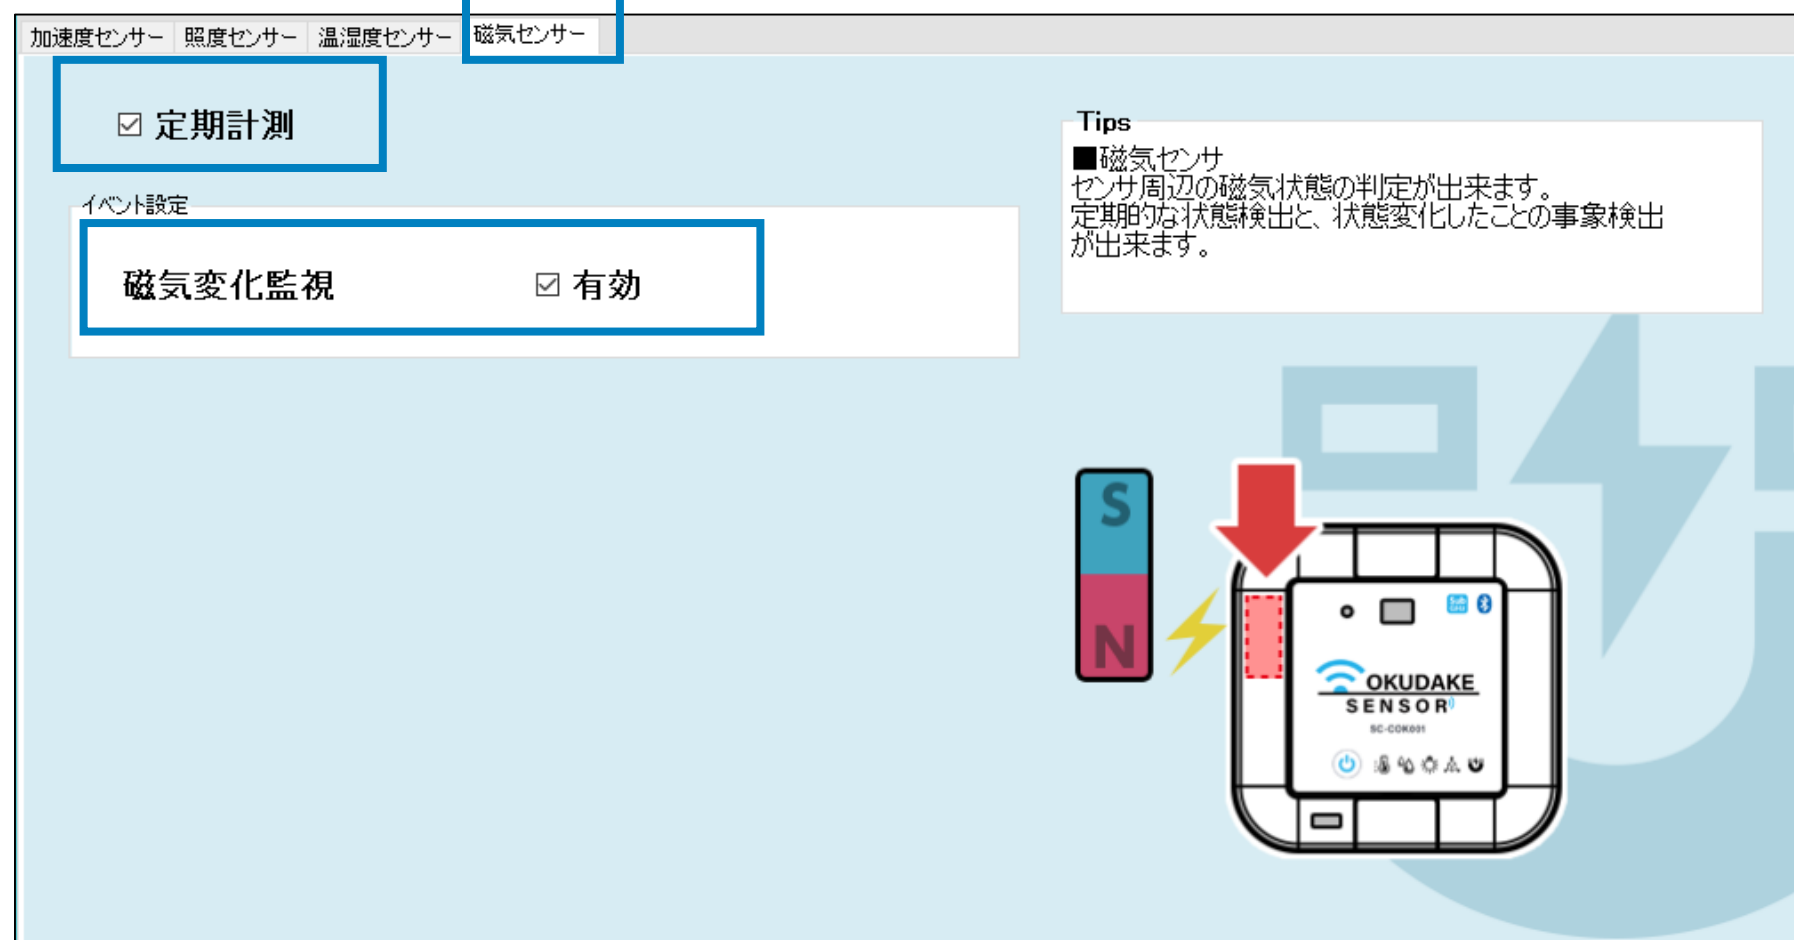 加速度センサー 照度センサー 温湿度センサー 磁気センサー
定期計測
イベント設定
磁気変化監視 有効
Tips
■磁気センサ
センサ周辺の磁気状態の判定が出来ます。
定期的な状態検出と、状態変化したことの事象検出
が出来ます。
S
N
Sub
GHz
OKUDAKE
SENSOR
SC-COK001